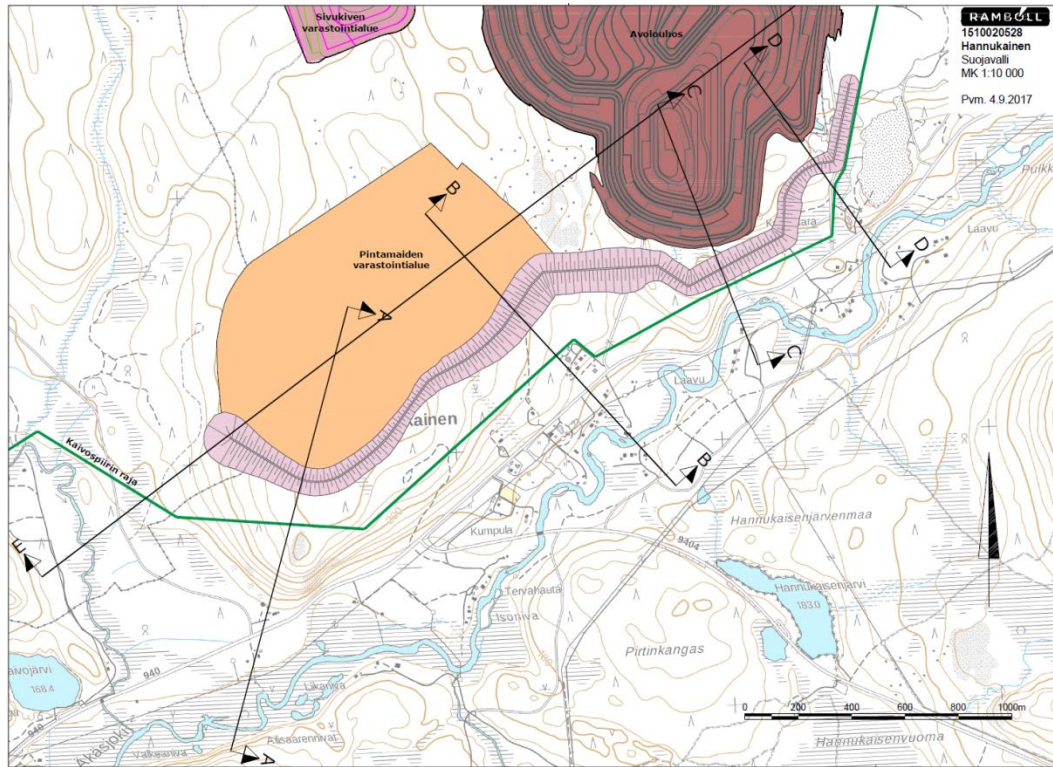 Sivukiven
varastointialue
Avolouhos
RAMBOLL
1510020528
Hannukainen
Suojavalli
MK 1:10 000
Pvm. 4.9.2017
D
C
B
Pintamaiden
varastointialue
A
Laavu
D
C
Laavu
Kaivospiirin raja
B
Kumpula
Hannukaisenjärvenmaa
9404
E
Tervahauta
Isoniva
Hannukaisenjärvi
183.0
Pirtinkangas
940
168.4
Äkäsjoki
Valkeaniva
A
0 200 400 600 800 1000m
Hannukaisenvuoma